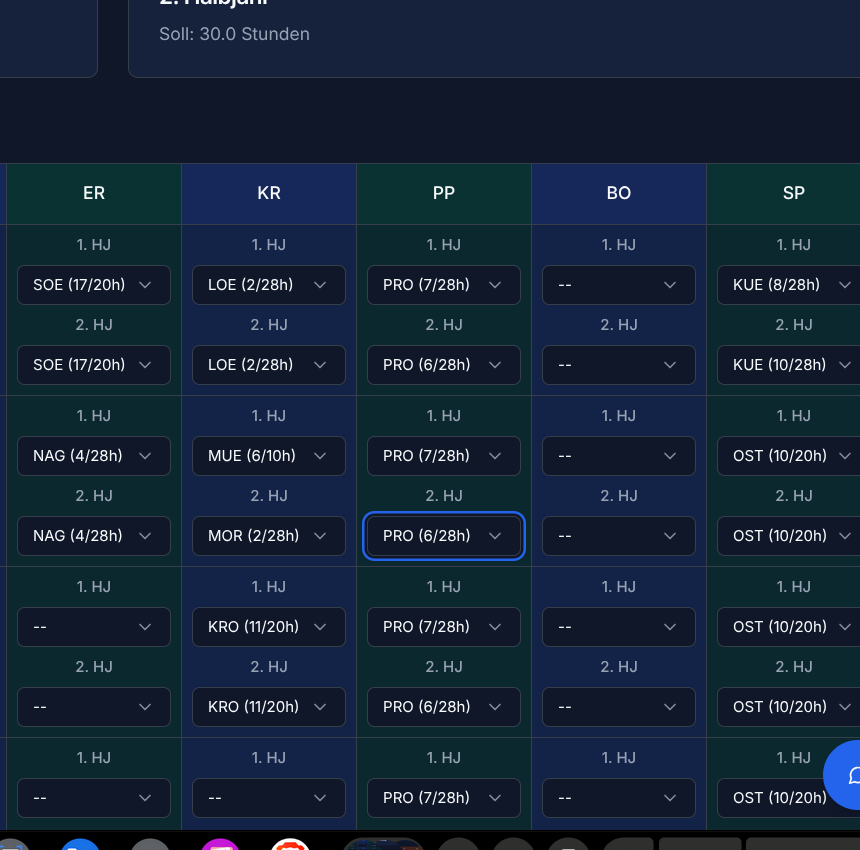 2. Halbjahr
Soll: 30.0 Stunden
ER KR PP BO SP
1. HJ 1. HJ 1. HJ 1. HJ 1. HJ
SOE (17/20h) LOE (2/28h) PRO (7/28h) -- KUE (8/28h)
2. HJ 2. HJ 2. HJ 2. HJ 2. HJ
SOE (17/20h) LOE (2/28h) PRO (6/28h) -- KUE (10/28h)
1. HJ 1. HJ 1. HJ 1. HJ 1. HJ
NAG (4/28h) MUE (6/10h) PRO (7/28h) -- OST (10/20h)
2. HJ 2. HJ 2. HJ 2. HJ 2. HJ
NAG (4/28h) MOR (2/28h) PRO (6/28h) -- OST (10/20h)
1. HJ 1. HJ 1. HJ 1. HJ 1. HJ
-- KRO (11/20h) PRO (7/28h) -- OST (10/20h)
2. HJ 2. HJ 2. HJ 2. HJ 2. HJ
-- KRO (11/20h) PRO (6/28h) -- OST (10/20h)
1. HJ 1. HJ 1. HJ 1. HJ 1. HJ
-- -- PRO (7/28h) -- OST (10/20h)